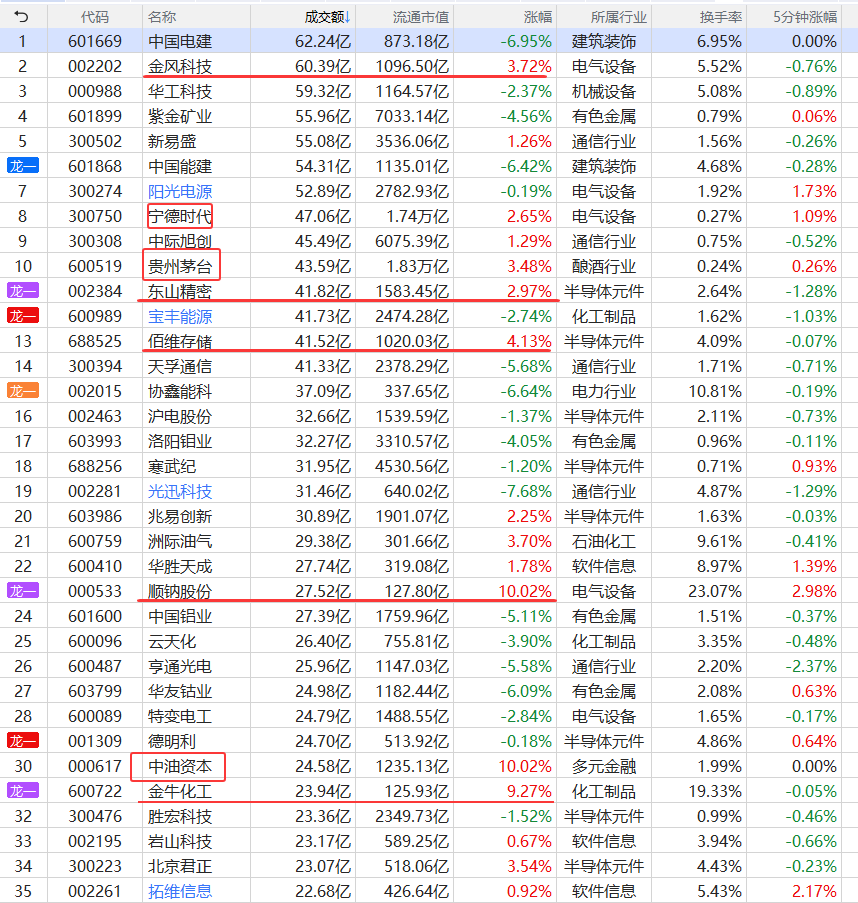 代码 名称 成交额↓ 流通市值 涨幅 所属行业 换手率 5分钟涨幅
1 601669 中国电建 62.24亿 873.18亿 -6.95% 建筑装饰 6.95% 0.00%
2 002202 金风科技 60.39亿 1096.50亿 3.72% 电气设备 5.52% -0.76%
3 000988 华工科技 59.32亿 1164.57亿 -2.37% 机械设备 5.08% -0.89%
4 601899 紫金矿业 55.96亿 7033.14亿 -4.56% 有色金属 0.79% 0.06%
5 300502 新易盛 55.08亿 3536.06亿 1.26% 通信行业 1.56% -0.26%
龙一 601868 中国能建 54.31亿 1135.01亿 -6.42% 建筑装饰 4.68% -0.28%
7 300274 阳光电源 52.89亿 2782.93亿 -0.19% 电气设备 1.92% 1.73%
8 300750 宁德时代 47.06亿 1.74万亿 2.65% 电气设备 0.27% 1.09%
9 300308 中际旭创 45.49亿 6075.39亿 1.29% 通信行业 0.75% -0.52%
10 600519 贵州茅台 43.59亿 1.83万亿 3.48% 酿酒行业 0.24% 0.26%
龙一 002384 东山精密 41.82亿 1583.45亿 2.97% 半导体元件 2.64% -1.28%
龙一 600989 宝丰能源 41.73亿 2474.28亿 -2.74% 化工制品 1.62% -1.03%
13 688525 佰维存储 41.52亿 1020.03亿 4.13% 半导体元件 4.09% -0.07%
14 300394 天孚通信 41.33亿 2378.29亿 -5.68% 通信行业 1.71% -0.71%
龙一 002015 协鑫能科 37.09亿 337.65亿 -6.64% 电力行业 10.81% -0.19%
16 002463 沪电股份 32.66亿 1539.59亿 -1.37% 半导体元件 2.11% -0.73%
17 603993 洛阳钼业 32.27亿 3310.57亿 -4.05% 有色金属 0.96% -0.11%
18 688256 寒武纪 31.95亿 4530.56亿 -1.20% 半导体元件 0.71% 0.93%
19 002281 光迅科技 31.46亿 640.02亿 -7.68% 通信行业 4.87% -1.29%
20 603986 兆易创新 30.89亿 1901.07亿 2.25% 半导体元件 1.63% -0.03%
21 600759 洲际油气 29.38亿 301.66亿 3.70% 石油化工 9.61% -0.41%
22 600410 华胜天成 27.74亿 319.08亿 1.78% 软件信息 8.97% 1.39%
龙一 000533 顺钠股份 27.52亿 127.80亿 10.02% 电气设备 23.07% 2.98%
24 601600 中国铝业 27.39亿 1759.96亿 -5.11% 有色金属 1.51% -0.37%
25 600096 云天化 26.40亿 755.81亿 -3.90% 化工制品 3.35% -0.48%
26 600487 亨通光电 25.96亿 1147.03亿 -5.58% 通信行业 2.20% -2.37%
27 603799 华友钴业 24.98亿 1182.44亿 -6.09% 有色金属 2.08% 0.63%
28 600089 特变电工 24.79亿 1488.55亿 -2.84% 电气设备 1.65% -0.17%
龙一 001309 德明利 24.70亿 513.92亿 -0.18% 半导体元件 4.86% 0.64%
30 000617 中油资本 24.58亿 1235.13亿 10.02% 多元金融 1.99% 0.00%
龙一 600722 金牛化工 23.94亿 125.93亿 9.27% 化工制品 19.33% -0.05%
32 300476 胜宏科技 23.36亿 2349.73亿 -1.52% 半导体元件 0.99% -0.46%
33 002195 岩山科技 23.17亿 589.25亿 0.67% 软件信息 3.94% -0.66%
34 300223 北京君正 23.07亿 518.06亿 3.54% 半导体元件 4.43% -0.23%
35 002261 拓维信息 22.68亿 426.64亿 0.92% 软件信息 5.43% 2.17%